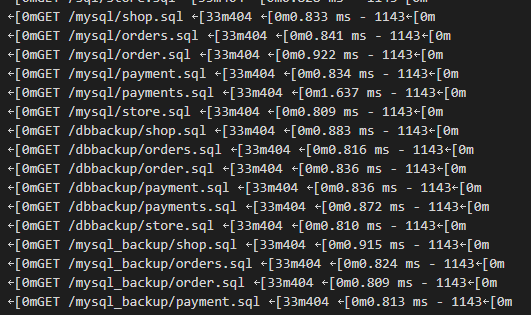 ←[0mGET /mysql/shop.sql ←[33m404 ←[0m0.833 ms - 1143←[0m
←[0mGET /mysql/orders.sql ←[33m404 ←[0m0.841 ms - 1143←[0m
←[0mGET /mysql/order.sql ←[33m404 ←[0m0.922 ms - 1143←[0m
←[0mGET /mysql/payment.sql ←[33m404 ←[0m0.834 ms - 1143←[0m
←[0mGET /mysql/payments.sql ←[33m404 ←[0m1.637 ms - 1143←[0m
←[0mGET /mysql/store.sql ←[33m404 ←[0m0.809 ms - 1143←[0m
←[0mGET /dbbackup/shop.sql ←[33m404 ←[0m0.883 ms - 1143←[0m
←[0mGET /dbbackup/orders.sql ←[33m404 ←[0m0.816 ms - 1143←[0m
←[0mGET /dbbackup/order.sql ←[33m404 ←[0m0.836 ms - 1143←[0m
←[0mGET /dbbackup/payment.sql ←[33m404 ←[0m0.836 ms - 1143←[0m
←[0mGET /dbbackup/payments.sql ←[33m404 ←[0m0.872 ms - 1143←[0m
←[0mGET /dbbackup/store.sql ←[33m404 ←[0m0.810 ms - 1143←[0m
←[0mGET /mysql_backup/shop.sql ←[33m404 ←[0m0.915 ms - 1143←[0m
←[0mGET /mysql_backup/orders.sql ←[33m404 ←[0m0.824 ms - 1143←[0m
←[0mGET /mysql_backup/order.sql ←[33m404 ←[0m0.809 ms - 1143←[0m
←[0mGET /mysql_backup/payment.sql ←[33m404 ←[0m0.813 ms - 1143←[0m